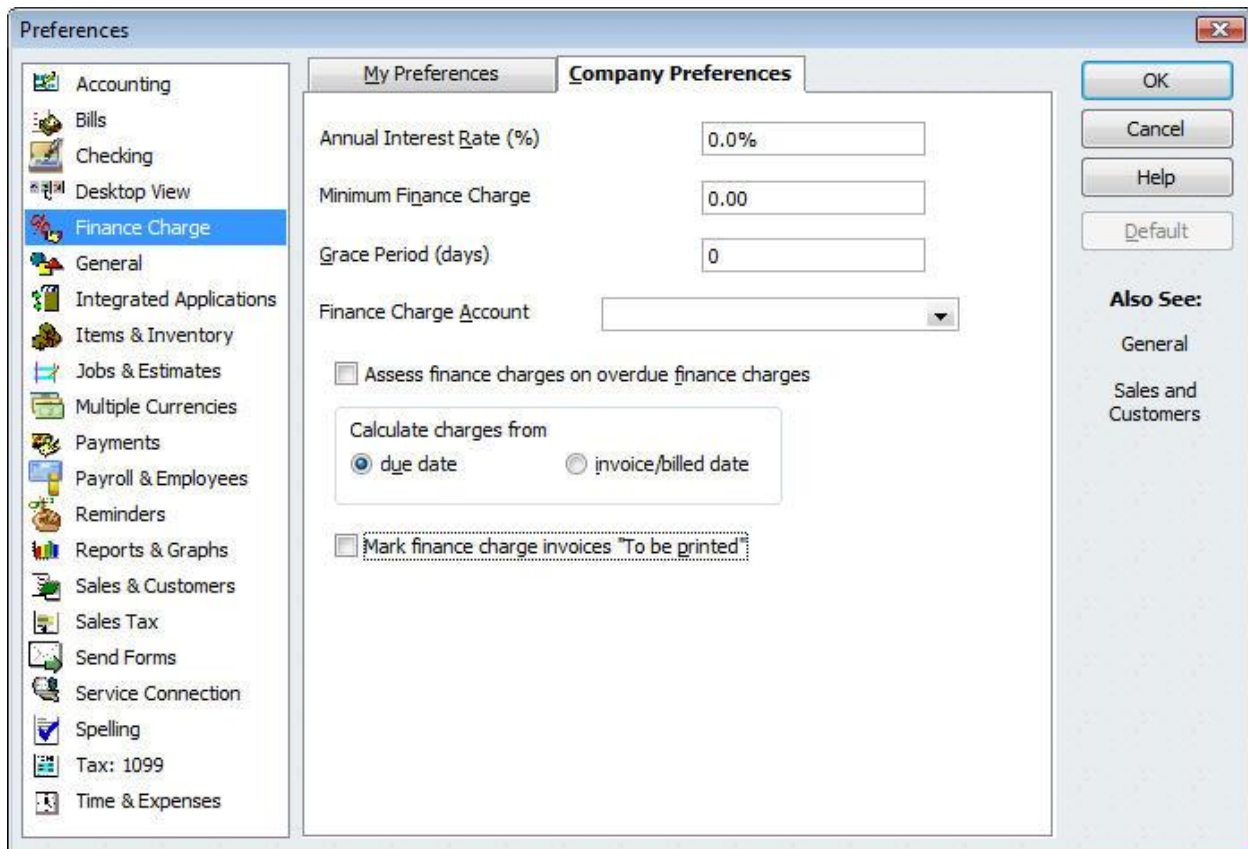 Preferences
Accounting
Bills
Checking
Desktop View
Finance Charge
General
Integrated Applications
Items & Inventory
Jobs & Estimates
Multiple Currencies
Payments
Payroll & Employees
Reminders
Reports & Graphs
Sales & Customers
Sales Tax
Send Forms
Service Connection
Spelling
Tax: 1099
Time & Expenses
My Preferences
Company Preferences
Annual Interest Rate (%)
0.0%
Minimum Finance Charge
0.00
Grace Period (days)
0
Finance Charge Account
Assess finance charges on overdue finance charges
Calculate charges from
due date
invoice/billed date
Mark finance charge invoices "To be printed"
OK
Cancel
Help
Default
Also See:
General
Sales and
Customers